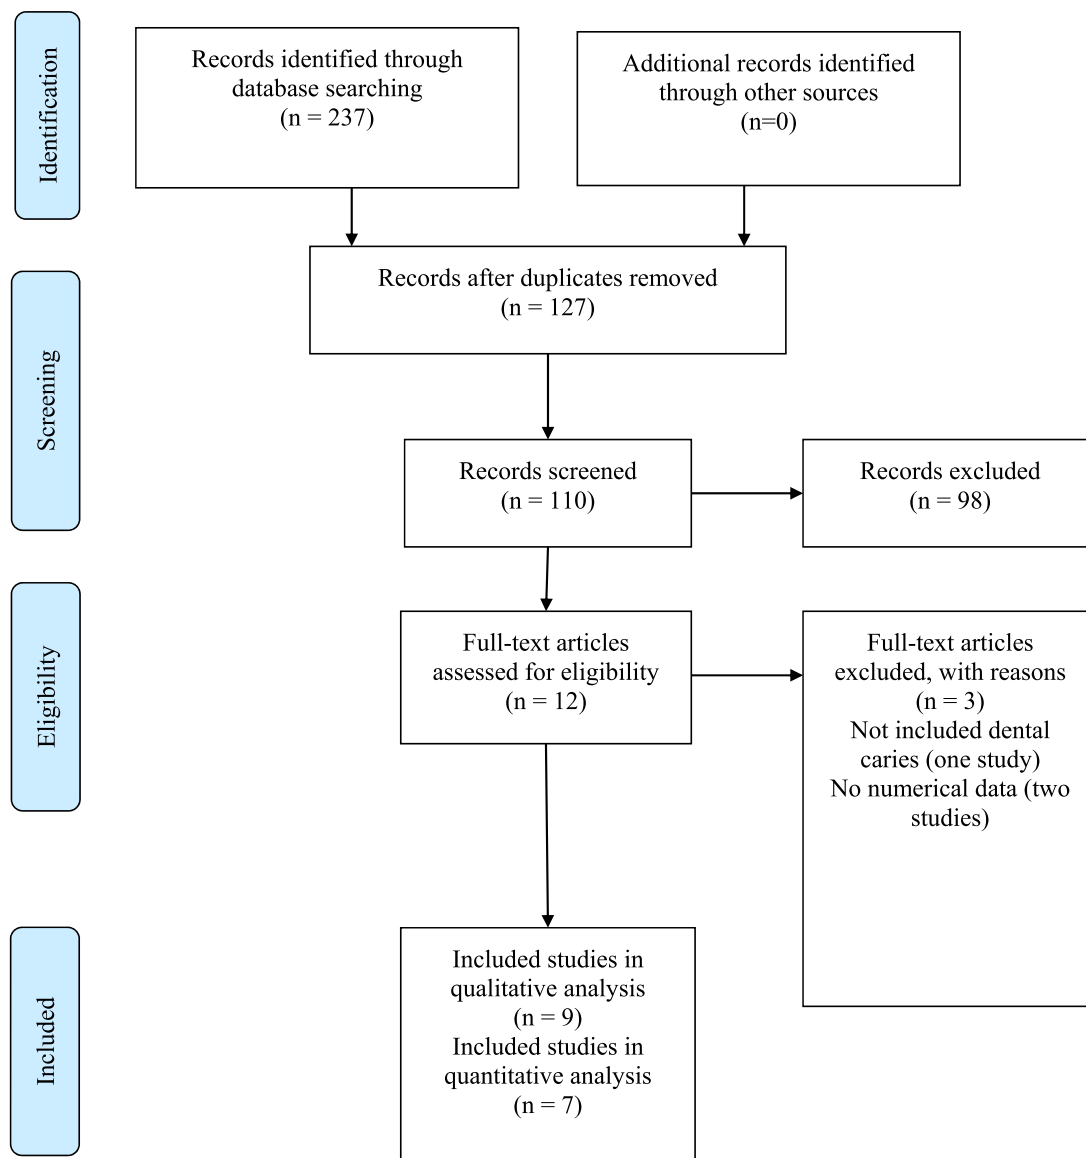 Identification
Records identified through
database searching
(n = 237)
Additional records identified
through other sources
(n=0)
Screening
Records after duplicates removed
(n = 127)
Records screened
(n = 110)
Records excluded
(n = 98)
Eligibility
Full-text articles
assessed for eligibility
(n = 12)
Full-text articles
excluded, with reasons
(n = 3)
Not included dental
caries (one study)
No numerical data (two
studies)
Included
Included studies in
qualitative analysis
(n = 9)
Included studies in
quantitative analysis
(n = 7)